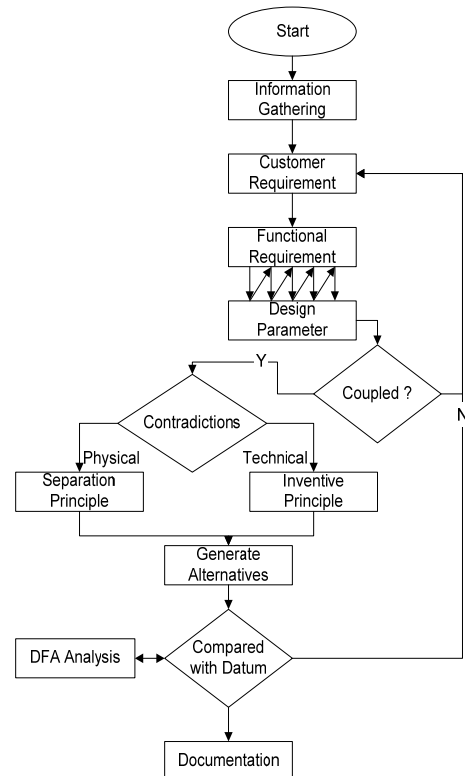 Start
Information
Gathering
Customer
Requirement
Functional
Requirement
Design
Parameter
Y
Coupled ?
N
Contradictions
Physical
Technical
Separation
Principle
Inventive
Principle
Generate
Alternatives
Compared
with Datum
DFA Analysis
Documentation